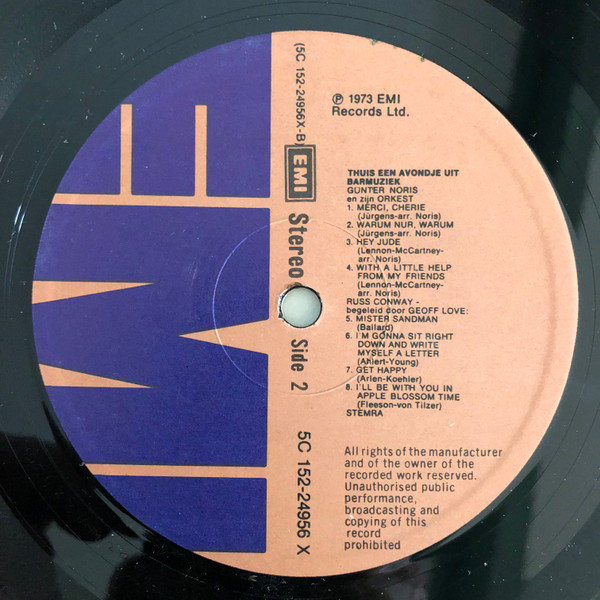 EMI
(5C 152-24956X-B)
EMI
Stereo
Side 2
5C 152-24956 X
℗ 1973 EMI
Records Ltd.
THUIS EEN AVONDJE UIT
BARMUZIEK
GÜNTER NORIS
en zijn ORKEST
1. MERCI, CHERIE
(Jürgens-arr. Noris)
2. WARUM NUR, WARUM
(Jürgens-arr. Noris)
3. HEY JUDE
(Lennon-McCartney-
arr. Noris)
4. WITH A LITTLE HELP
FROM MY FRIENDS
(Lennon-McCartney-
arr. Noris)
RUSS CONWAY -
begeleid door GEOFF LOVE:
5. MISTER SANDMAN
(Ballard)
6. I'M GONNA SIT RIGHT
DOWN AND WRITE
MYSELF A LETTER
(Ahlert-Young)
7. GET HAPPY
(Arlen-Koehler)
8. I'LL BE WITH YOU IN
APPLE BLOSSOM TIME
(Fleeson-von Tilzer)
STEMRA
All rights of the manufacturer
and of the owner of the
recorded work reserved.
Unauthorised public
performance,
broadcasting and
copying of this
record
prohibited